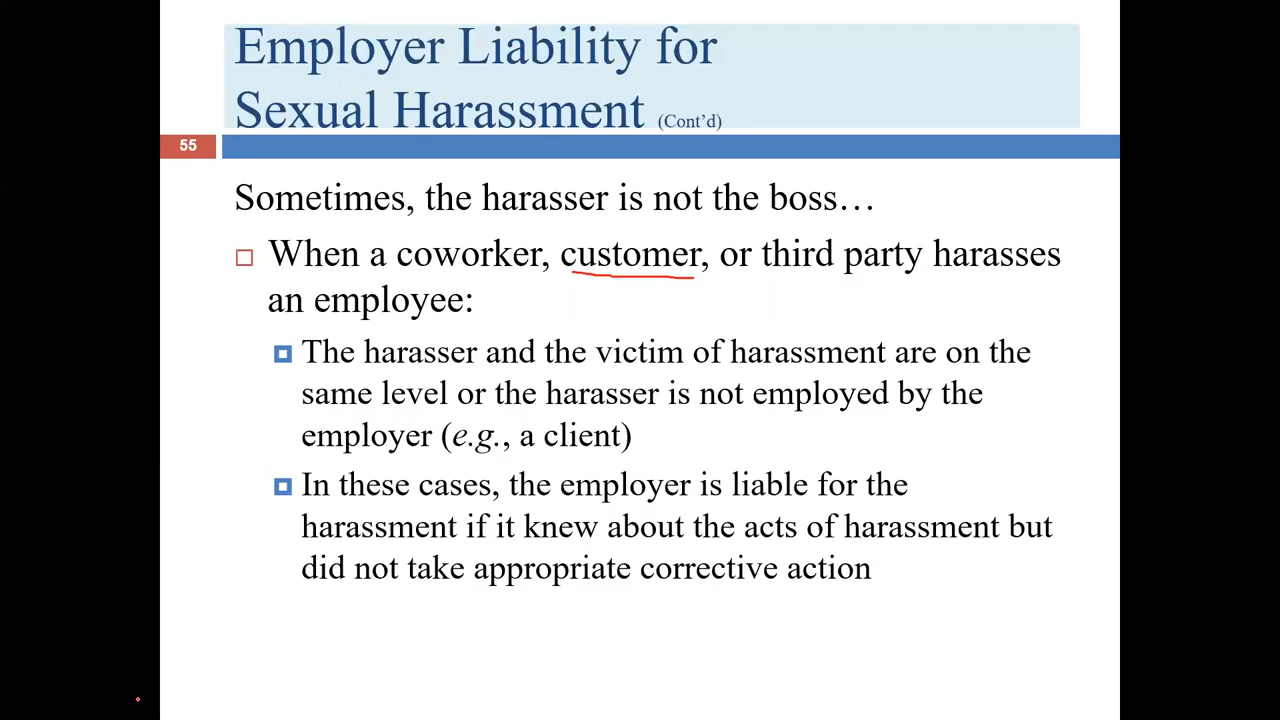 Employer Liability for
Sexual Harassment (Cont’d)
55
Sometimes, the harasser is not the boss…
When a coworker, customer, or third party harasses
an employee:
The harasser and the victim of harassment are on the
same level or the harasser is not employed by the
employer (e.g., a client)
In these cases, the employer is liable for the
harassment if it knew about the acts of harassment but
did not take appropriate corrective action